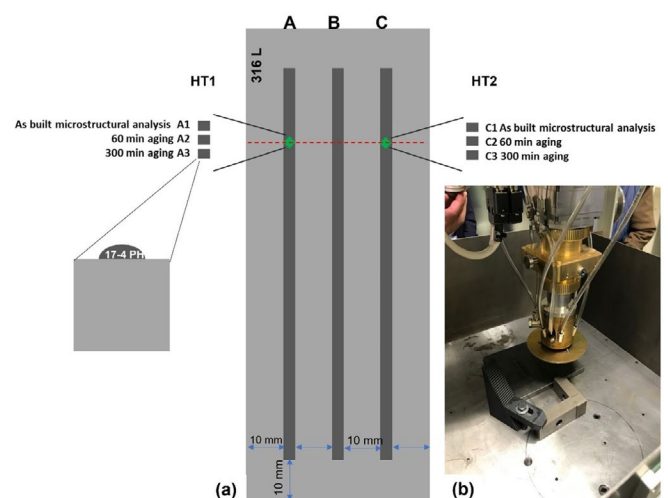 A B C
316 L
HT1
HT2
As built microstructural analysis A1
60 min aging A2
300 min aging A3
C1 As built microstructural analysis
C2 60 min aging
C3 300 min aging
17-4 PH
10 mm
10 mm
10 mm
(a)
(b)